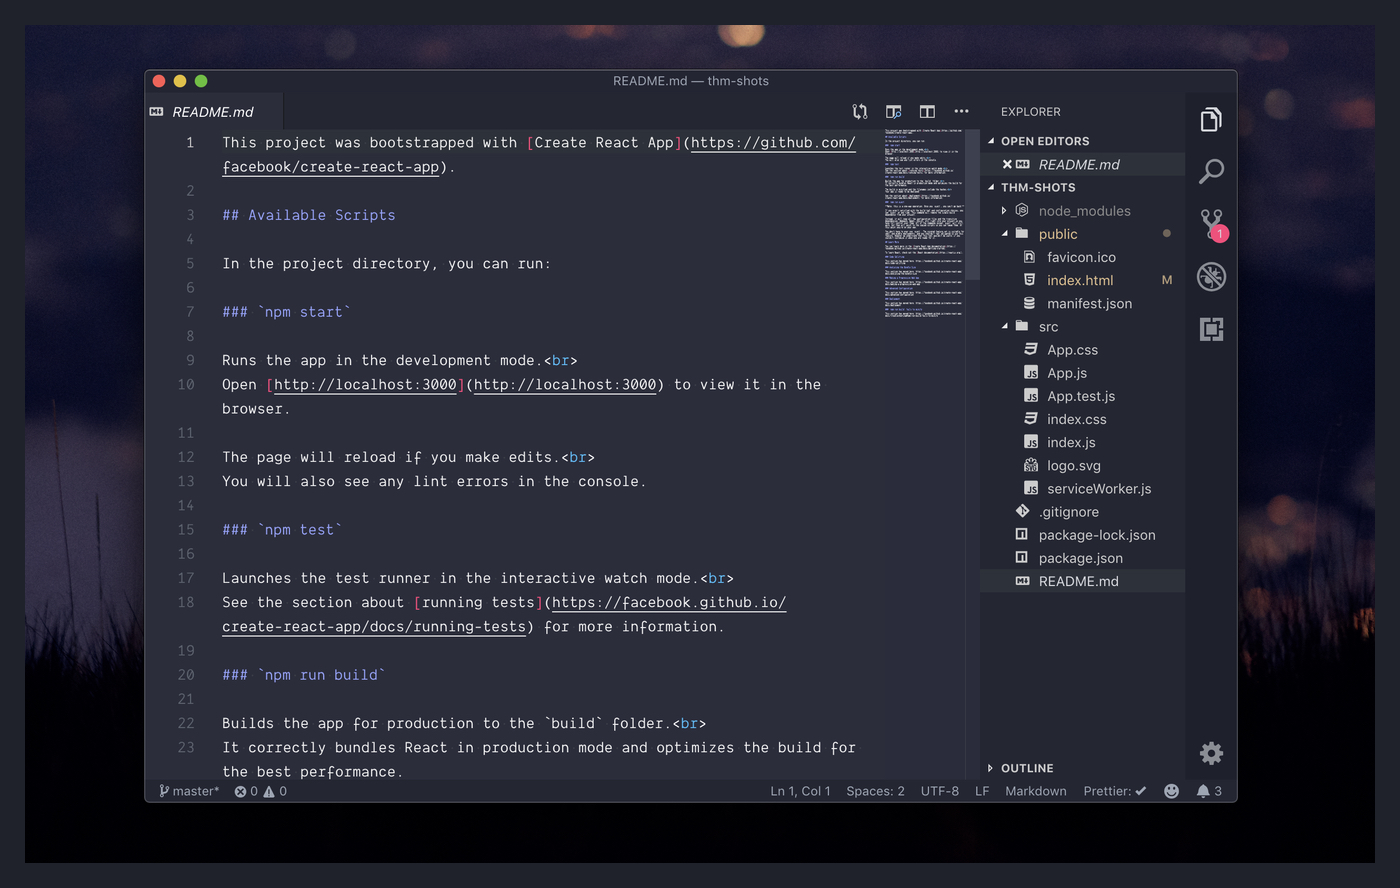 README.md — thm-shots
README.md
1 This project was bootstrapped with [Create React App](https://github.com/
facebook/create-react-app).
2
3 ## Available Scripts
4
5 In the project directory, you can run:
6
7 ### `npm start`
8
9 Runs the app in the development mode.<br>
10 Open [http://localhost:3000](http://localhost:3000) to view it in the
browser.
11
12 The page will reload if you make edits.<br>
13 You will also see any lint errors in the console.
14
15 ### `npm test`
16
17 Launches the test runner in the interactive watch mode.<br>
18 See the section about [running tests](https://facebook.github.io/
create-react-app/docs/running-tests) for more information.
19
20 ### `npm run build`
21
22 Builds the app for production to the `build` folder.<br>
23 It correctly bundles React in production mode and optimizes the build for
the best performance.
EXPLORER
OPEN EDITORS
README.md
THM-SHOTS
node_modules
public
favicon.ico
index.html M
manifest.json
src
App.css
JS App.js
JS App.test.js
index.css
JS index.js
logo.svg
JS serviceWorker.js
.gitignore
package-lock.json
package.json
README.md
OUTLINE
1
master* 0 0
Ln 1, Col 1 Spaces: 2 UTF-8 LF Markdown Prettier: 3